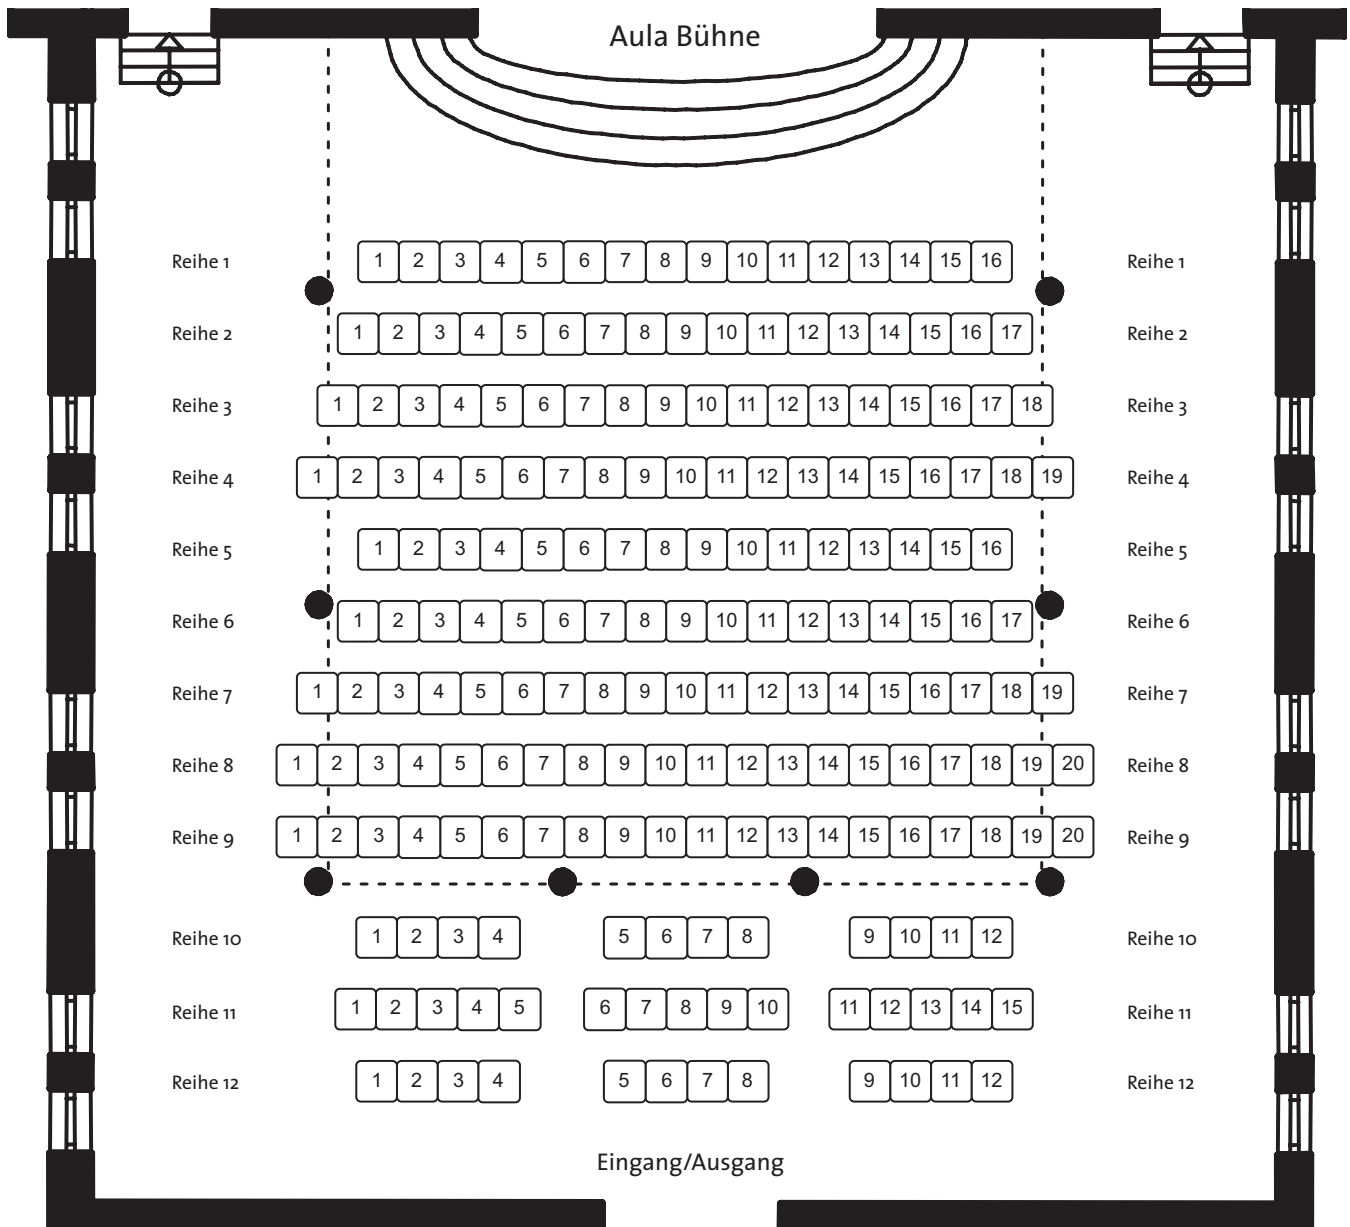 Aula Bühne
Reihe 1 1 2 3 4 5 6 7 8 9 10 11 12 13 14 15 16 Reihe 1
Reihe 2 1 2 3 4 5 6 7 8 9 10 11 12 13 14 15 16 17 Reihe 2
Reihe 3 1 2 3 4 5 6 7 8 9 10 11 12 13 14 15 16 17 18 Reihe 3
Reihe 4 1 2 3 4 5 6 7 8 9 10 11 12 13 14 15 16 17 18 19 Reihe 4
Reihe 5 1 2 3 4 5 6 7 8 9 10 11 12 13 14 15 16 Reihe 5
Reihe 6 1 2 3 4 5 6 7 8 9 10 11 12 13 14 15 16 17 Reihe 6
Reihe 7 1 2 3 4 5 6 7 8 9 10 11 12 13 14 15 16 17 18 19 Reihe 7
Reihe 8 1 2 3 4 5 6 7 8 9 10 11 12 13 14 15 16 17 18 19 20 Reihe 8
Reihe 9 1 2 3 4 5 6 7 8 9 10 11 12 13 14 15 16 17 18 19 20 Reihe 9
Reihe 10 1 2 3 4 5 6 7 8 9 10 11 12 Reihe 10
Reihe 11 1 2 3 4 5 6 7 8 9 10 11 12 13 14 15 Reihe 11
Reihe 12 1 2 3 4 5 6 7 8 9 10 11 12 Reihe 12
Eingang/Ausgang